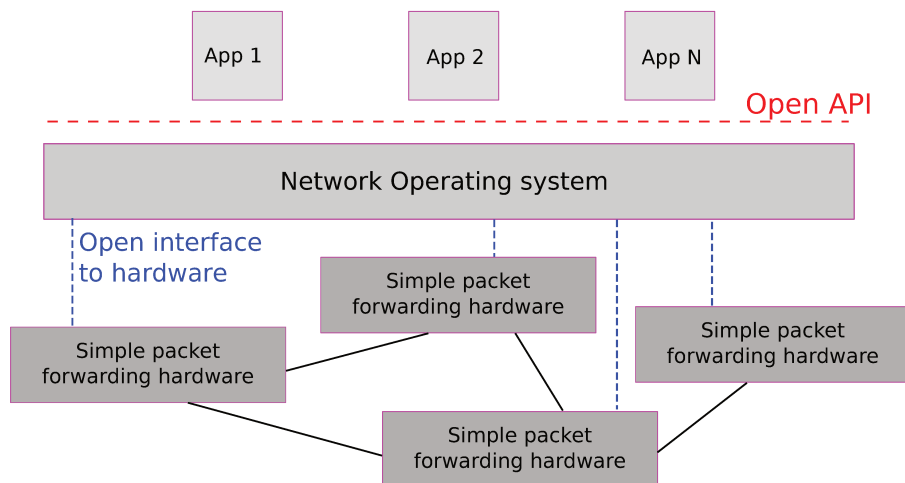 App 1
App 2
App N
Open API
Network Operating system
Open interface
to hardware
Simple packet
forwarding hardware
Simple packet
forwarding hardware
Simple packet
forwarding hardware
Simple packet
forwarding hardware